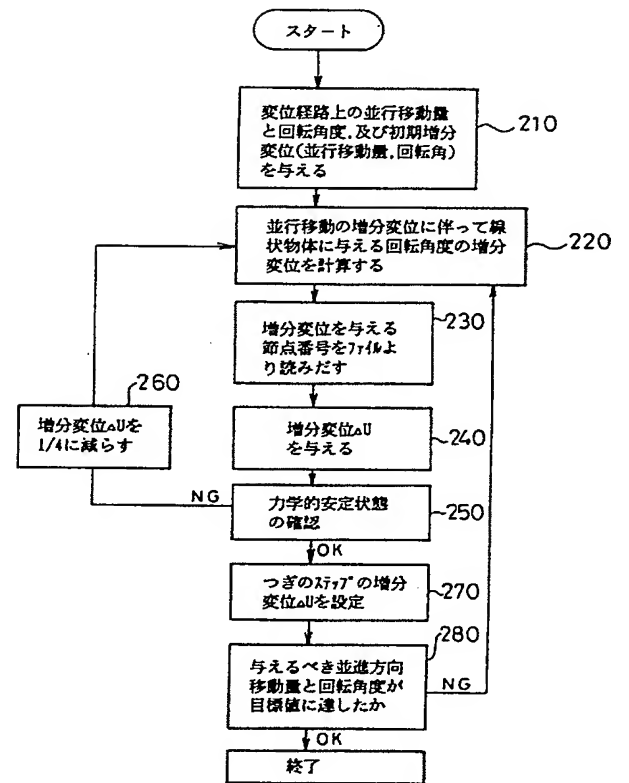 スタート
変位経路上の並行移動量
と回転角度,及び初期増分
変位(並行移動量,回転角)
を与える
210
並行移動の増分変位に伴って線
状物体に与える回転角度の増分
変位を計算する
220
増分変位を与える
節点番号をファイルよ
り読みだす
230
260
増分変位△Uを
1/4に減らす
増分変位△U
を与える
240
NG
力学的安定状態
の確認
250
OK
つぎのステップの増分
変位△Uを設定
270
280
与えるべき並進方向
移動量と回転角度が
目標値に達したか
NG
OK
終了